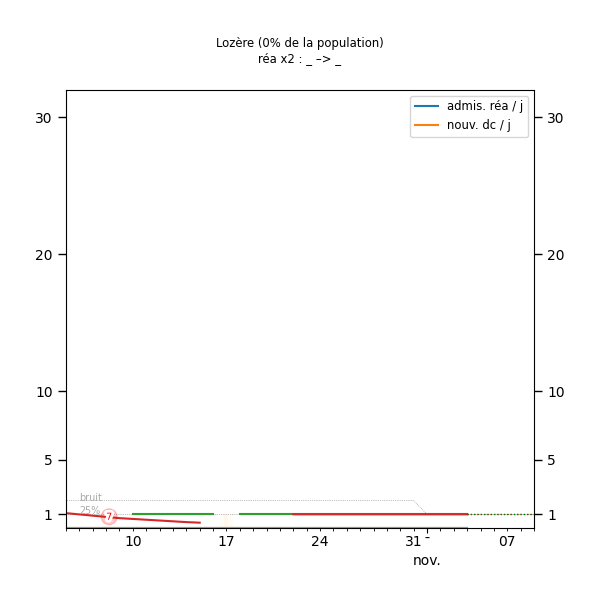 Lozère (0% de la population)
réa x2 : _ –> _
admis. réa / j
nouv. dc / j
30 30
20 20
10 10
5 5
bruit
25%
7
1 1
10 17 24 31 - 07
nov.